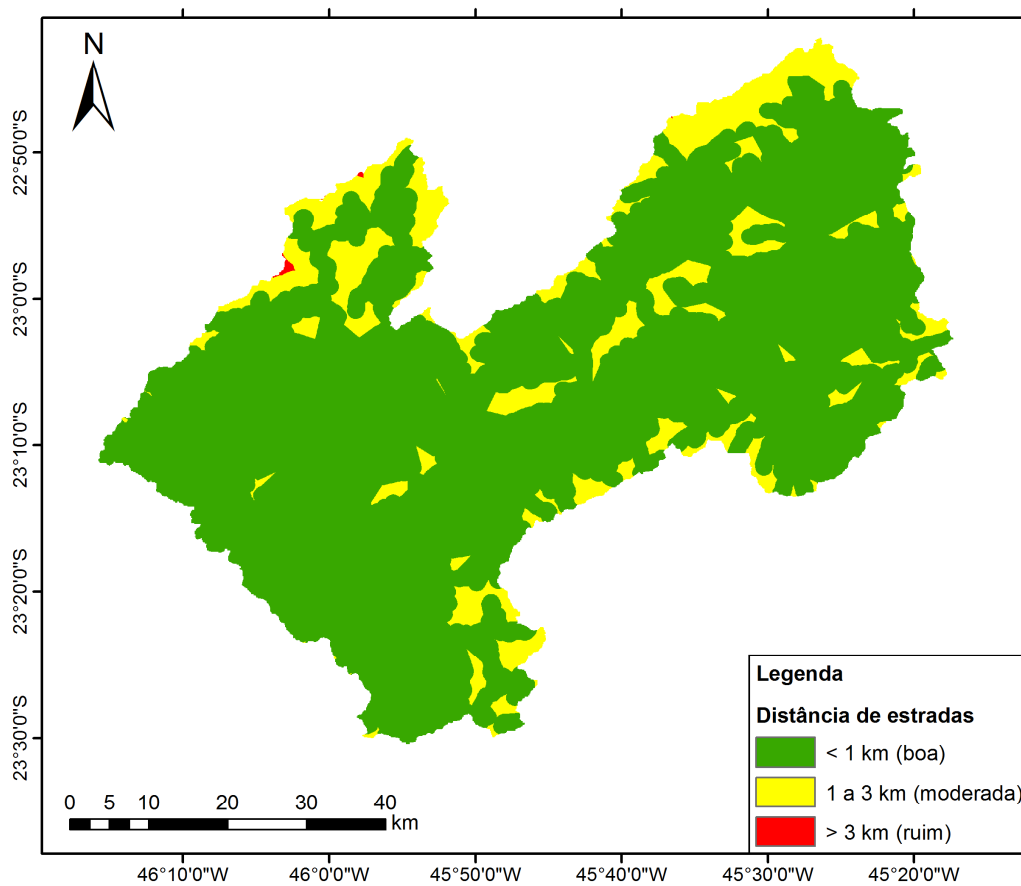 N
22°50'0"S
23°0'0"S
23°10'0"S
23°20'0"S
23°30'0"S
Legenda
Distância de estradas
< 1 km (boa)
1 a 3 km (moderada)
> 3 km (ruim)
0 5 10 20 30 40
km
46°10'0"W 46°0'0"W 45°50'0"W 45°40'0"W 45°30'0"W 45°20'0"W